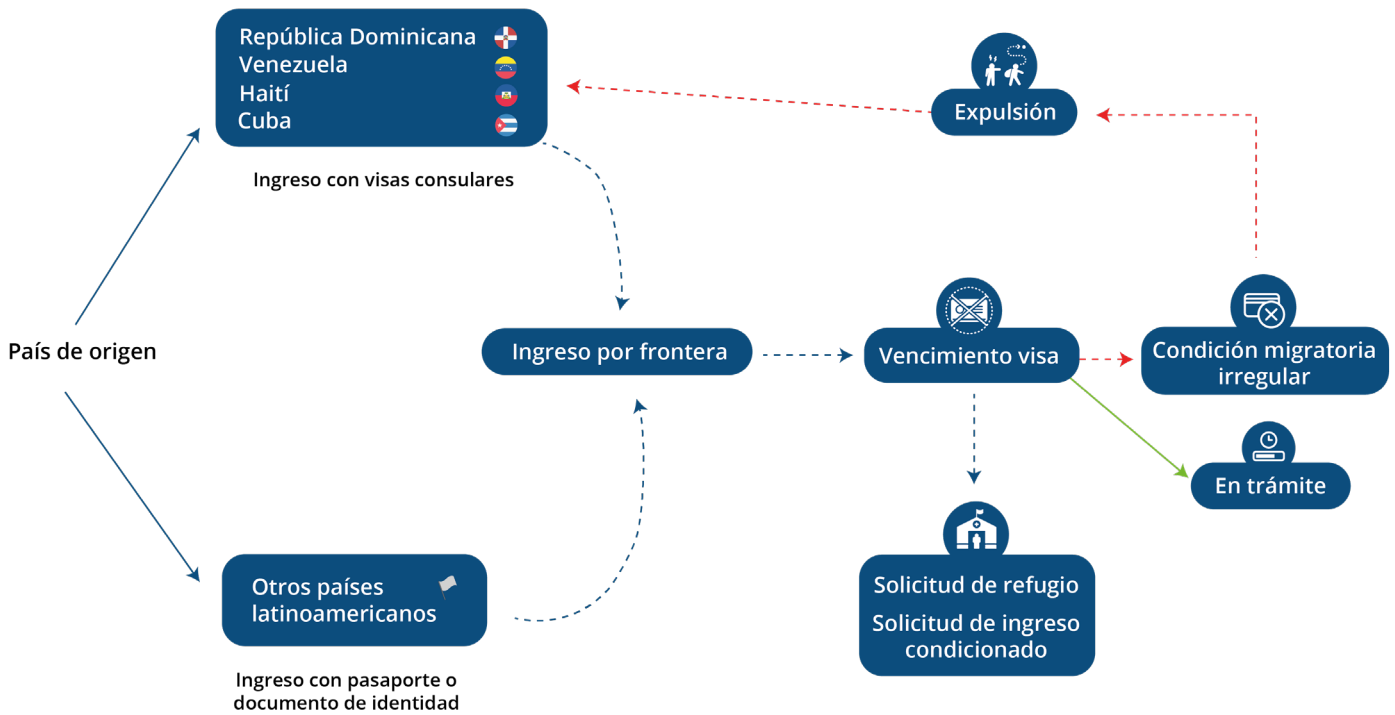 República Dominicana
Venezuela
Haití
Cuba
Ingreso con visas consulares
Expulsión
País de origen
Ingreso por frontera
Vencimiento visa
Condición migratoria
irregular
En trámite
Solicitud de refugio
Solicitud de ingreso
condicionado
Otros países
latinoamericanos
Ingreso con pasaporte o
documento de identidad